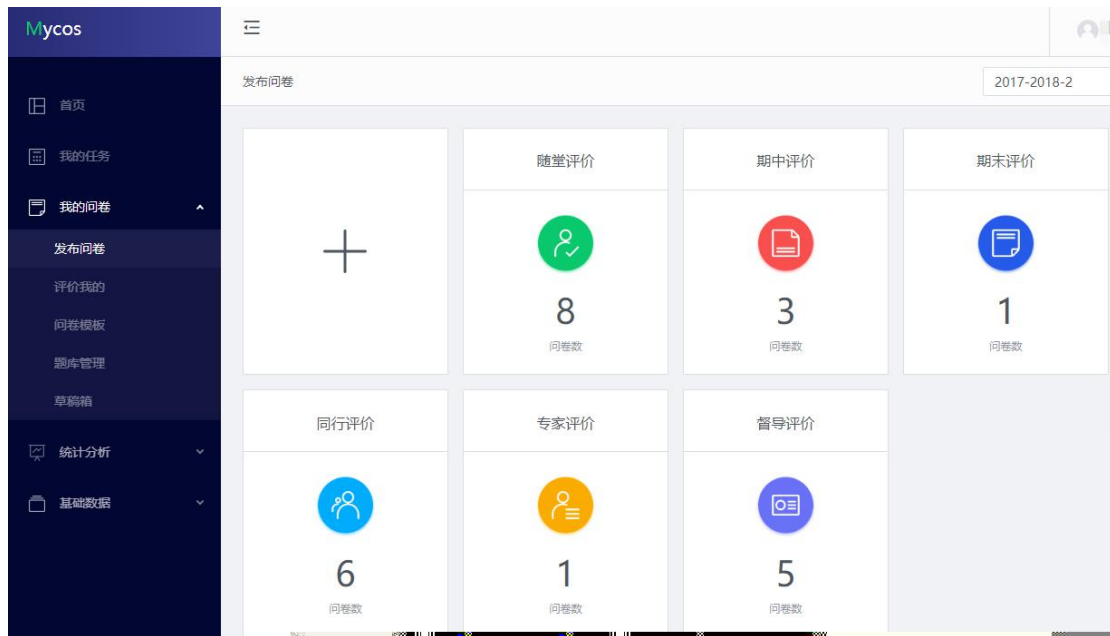 Mycos
首页
我的任务
我的问卷
发布问卷
评价我的
问卷模板
题库管理
草稿箱
统计分析
基础数据
发布问卷
2017-2018-2
随堂评价
8
问卷数
期中评价
3
问卷数
期末评价
1
问卷数
同行评价
6
问卷数
专家评价
1
问卷数
督导评价
5
问卷数